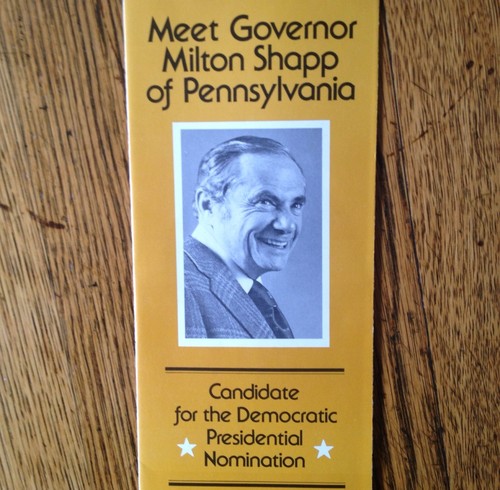 Meet Governor
Milton Shapp
of Pennsylvania
Candidate
for the Democratic
Presidential
Nomination